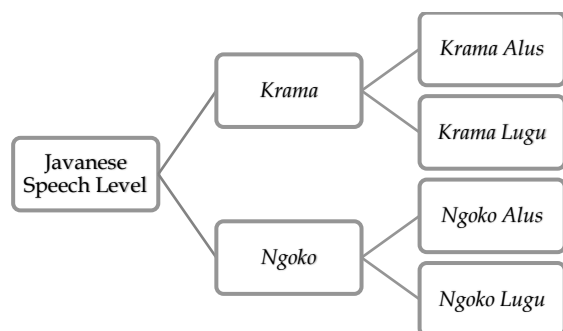 Javanese
Speech Level
Krama
Krama Alus
Krama Lugu
Ngoko
Ngoko Alus
Ngoko Lugu